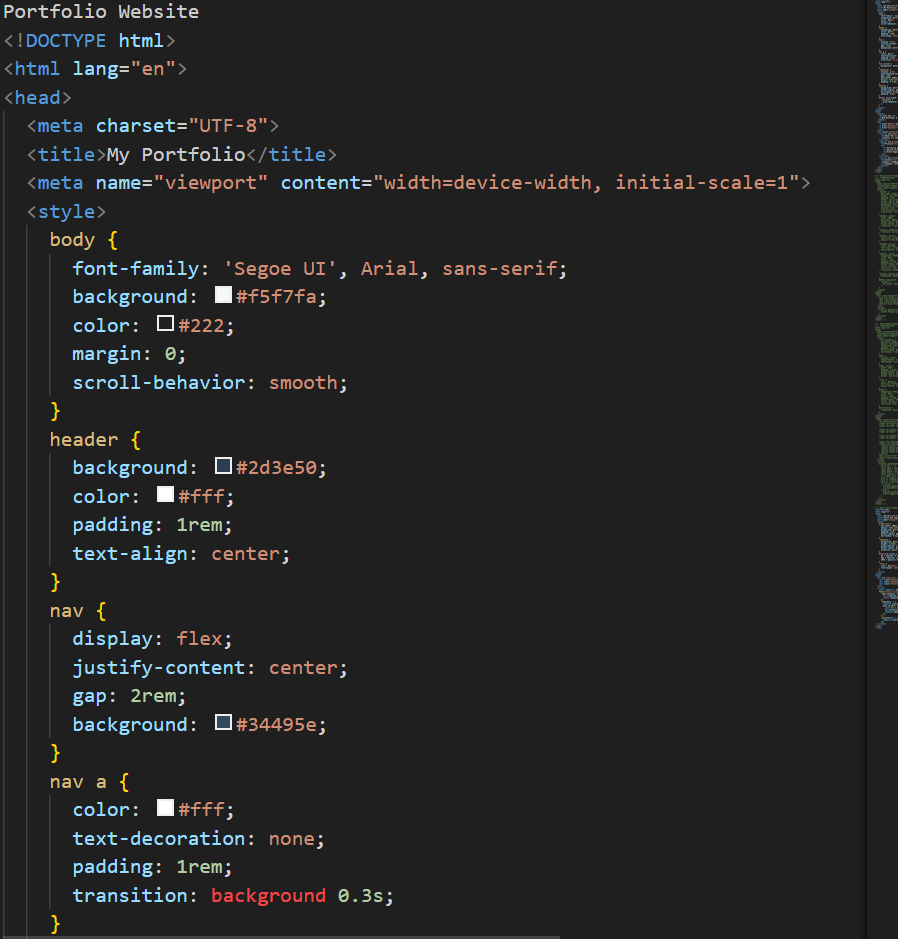 Portfolio Website
<!DOCTYPE html>
<html lang="en">
<head>
  <meta charset="UTF-8">
  <title>My Portfolio</title>
  <meta name="viewport" content="width=device-width, initial-scale=1">
  <style>
    body {
      font-family: 'Segoe UI', Arial, sans-serif;
      background: #f5f7fa;
      color: #222;
      margin: 0;
      scroll-behavior: smooth;
    }
    header {
      background: #2d3e50;
      color: #fff;
      padding: 1rem;
      text-align: center;
    }
    nav {
      display: flex;
      justify-content: center;
      gap: 2rem;
      background: #34495e;
    }
    nav a {
      color: #fff;
      text-decoration: none;
      padding: 1rem;
      transition: background 0.3s;
    }